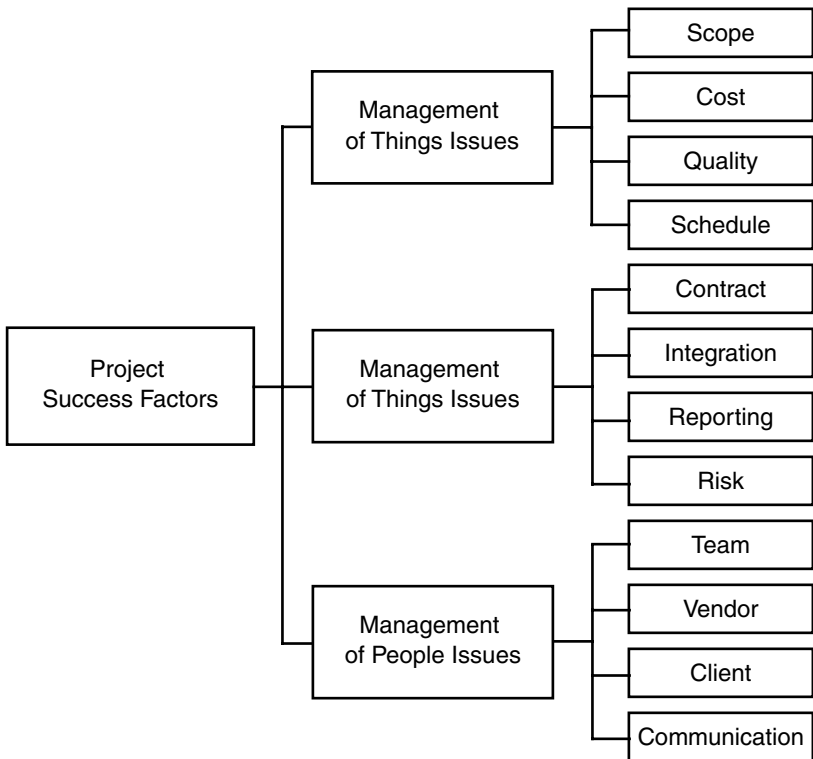 Project
Success Factors
Management
of Things Issues
Scope
Cost
Quality
Schedule
Management
of Things Issues
Contract
Integration
Reporting
Risk
Management
of People Issues
Team
Vendor
Client
Communication